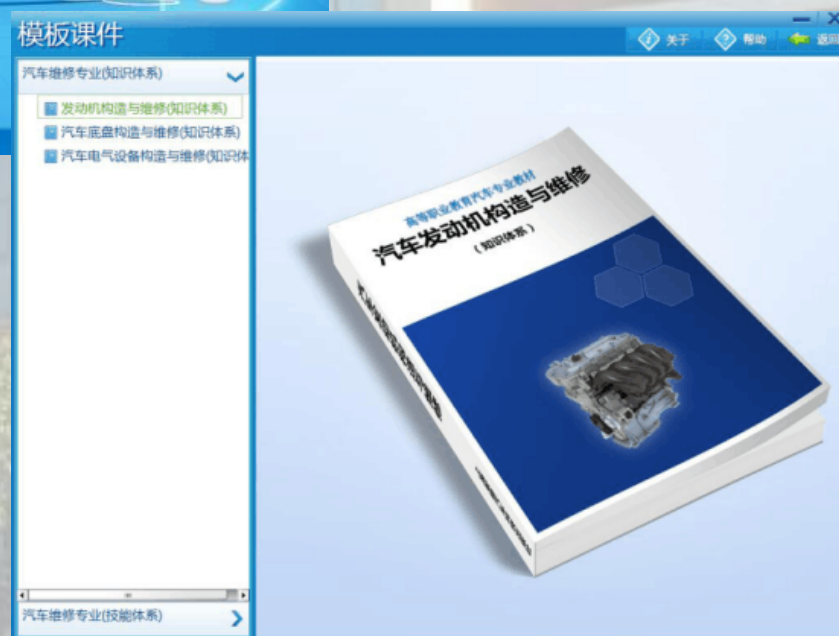 模板课件
关于
帮助
返回
汽车维修专业(知识体系)
发动机构造与维修(知识体系)
汽车底盘构造与维修(知识体系)
汽车电气设备构造与维修(知识体
高等职业教育汽车专业教材
汽车发动机构造与维修
(知识体系)
汽车维修专业(技能体系)